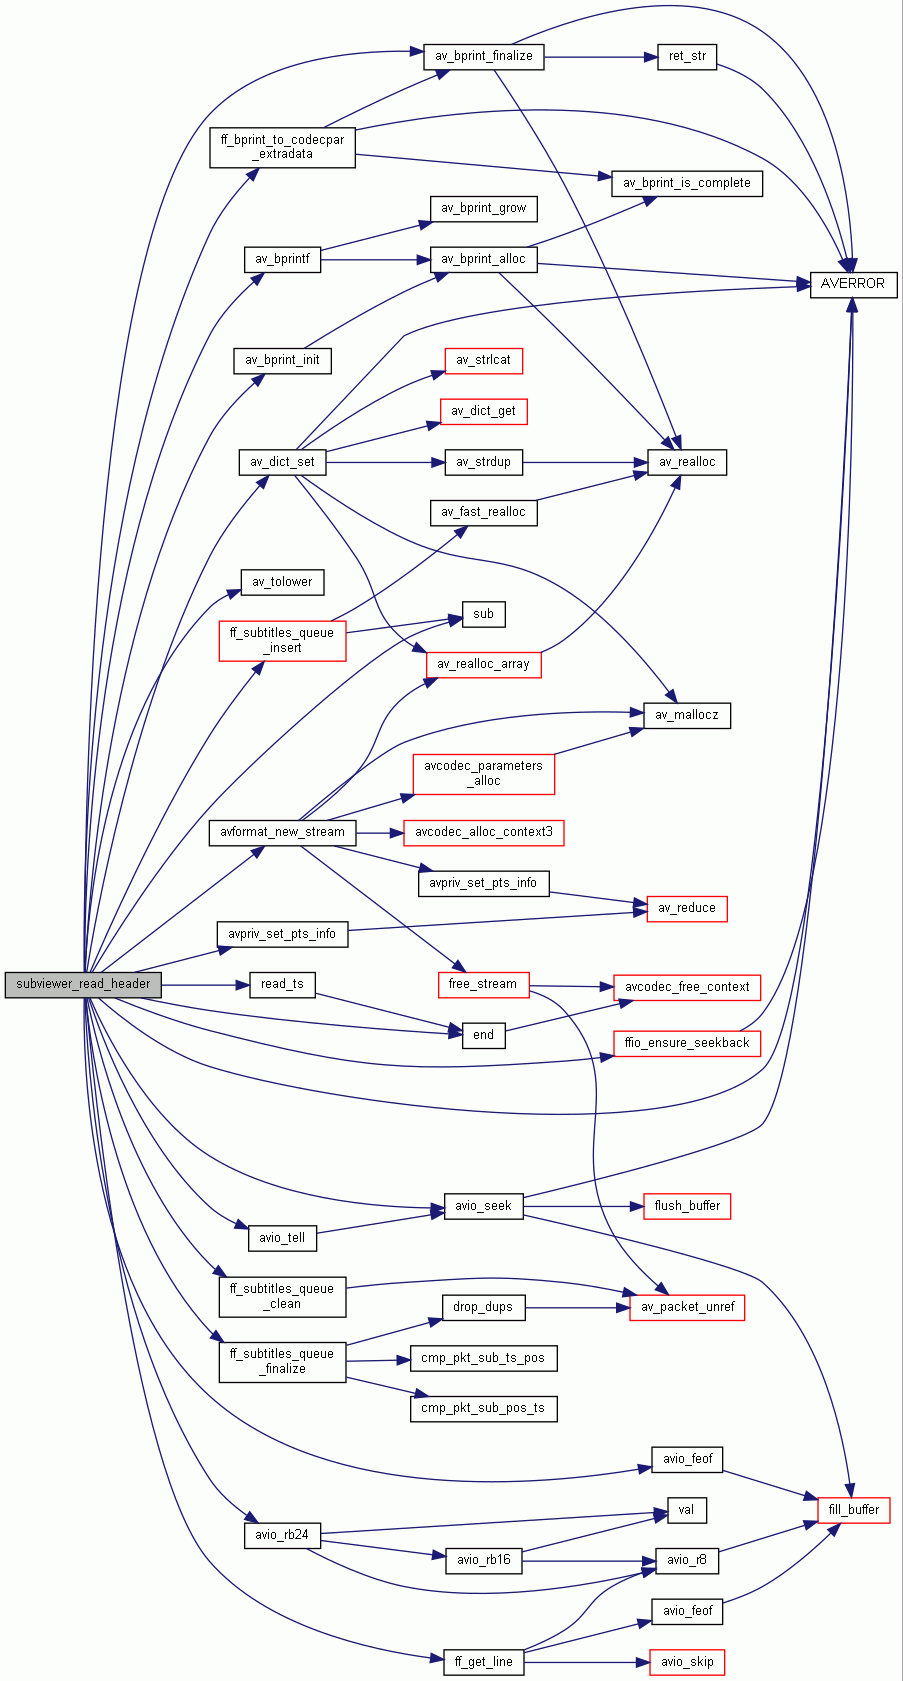 av_bprint_finalize
ret_str
ff_bprint_to_codecpar
_extradata
av_bprint_is_complete
av_bprint_grow
av_bprintf
av_bprint_alloc
AVERROR
av_bprint_init
av_strlcat
av_dict_get
av_dict_set
av_strdup
av_realloc
av_fast_realloc
av_tolower
sub
ff_subtitles_queue
_insert
av_realloc_array
av_mallocz
avcodec_parameters
_alloc
avformat_new_stream
avcodec_alloc_context3
avpriv_set_pts_info
av_reduce
avpriv_set_pts_info
subviewer_read_header
read_ts
free_stream
avcodec_free_context
end
ffio_ensure_seekback
avio_seek
flush_buffer
avio_tell
ff_subtitles_queue
_clean
drop_dups
av_packet_unref
ff_subtitles_queue
_finalize
cmp_pkt_sub_ts_pos
cmp_pkt_sub_pos_ts
avio_feof
val
fill_buffer
avio_rb24
avio_rb16
avio_r8
avio_feof
ff_get_line
avio_skip